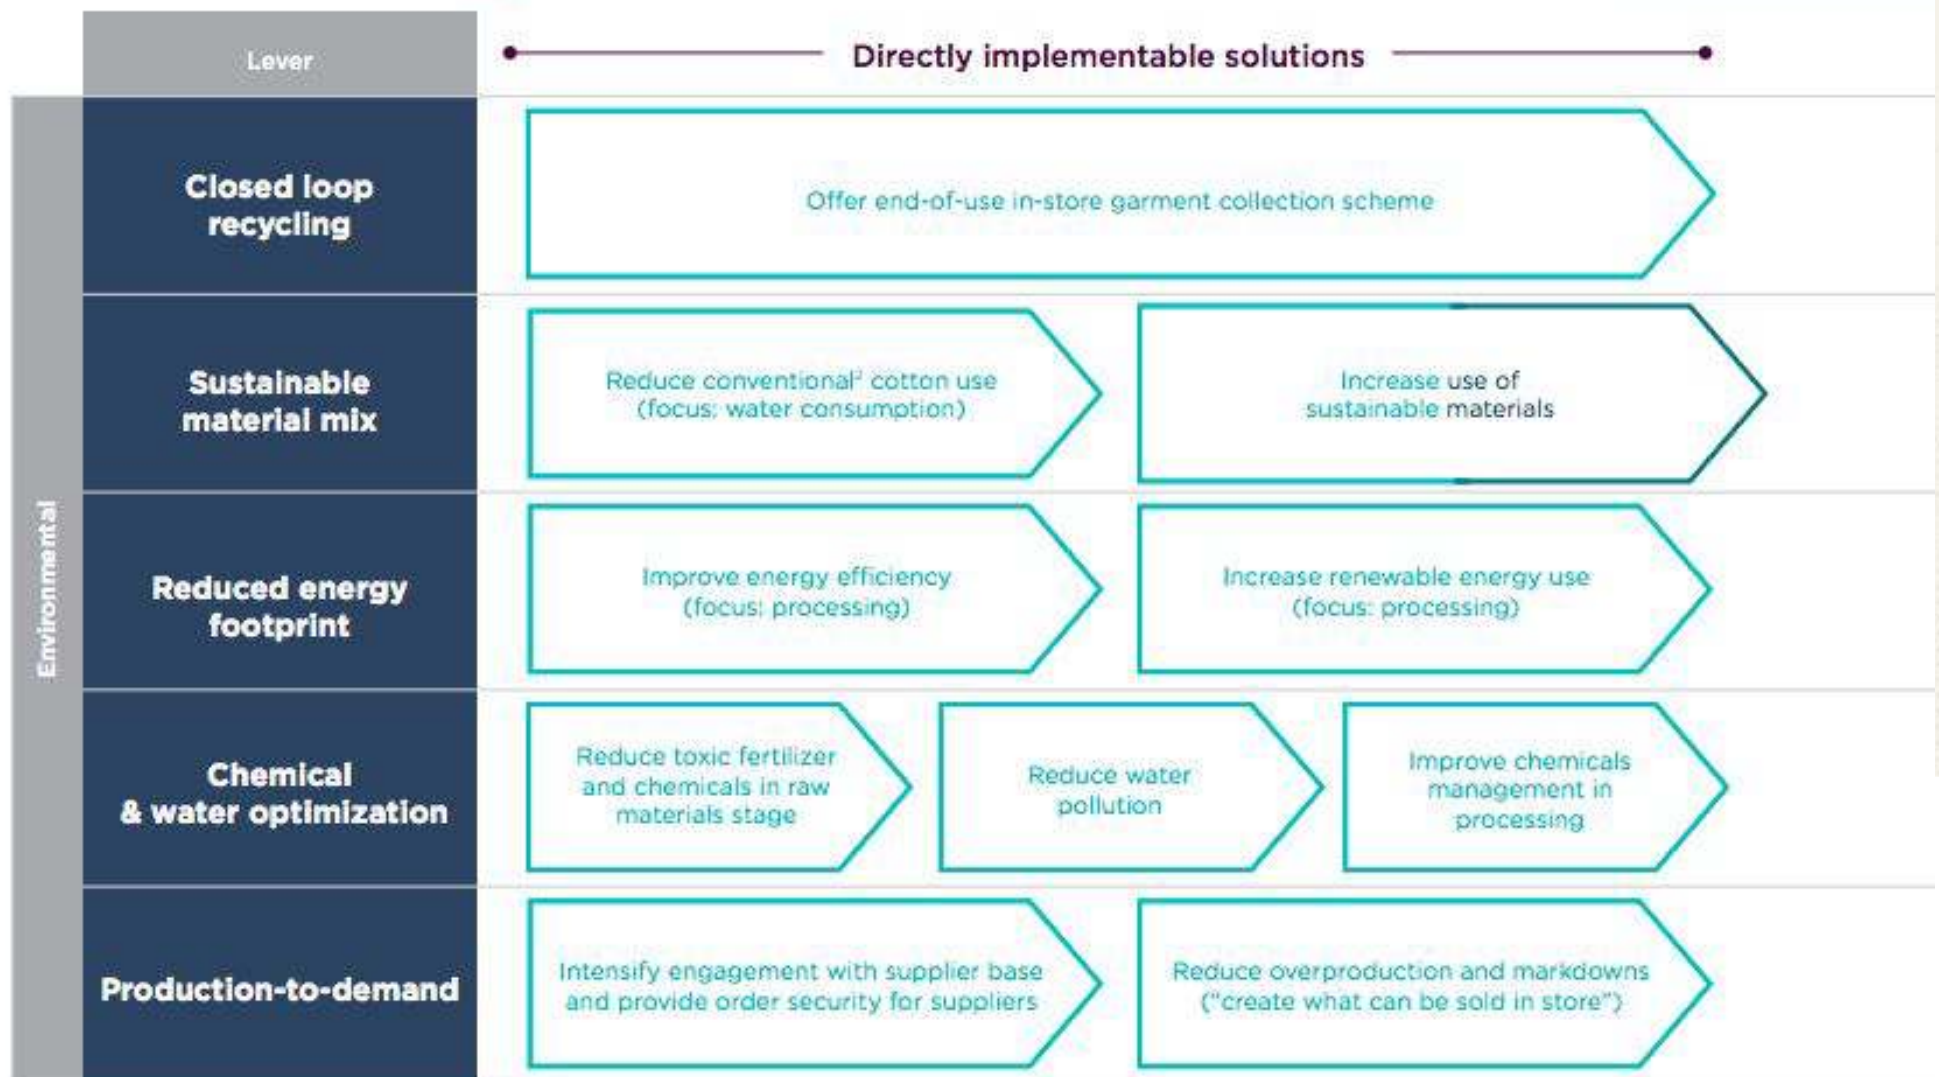 Lever
Directly implementable solutions
Environmental
Closed loop
recycling
Offer end-of-use in-store garment collection scheme
Sustainable
material mix
Reduce conventional² cotton use
(focus: water consumption)
Increase use of
sustainable materials
Reduced energy
footprint
Improve energy efficiency
(focus: processing)
Increase renewable energy use
(focus: processing)
Chemical
& water optimization
Reduce toxic fertilizer
and chemicals in raw
materials stage
Reduce water
pollution
Improve chemicals
management in
processing
Production-to-demand
Intensify engagement with supplier base
and provide order security for suppliers
Reduce overproduction and markdowns
("create what can be sold in store")